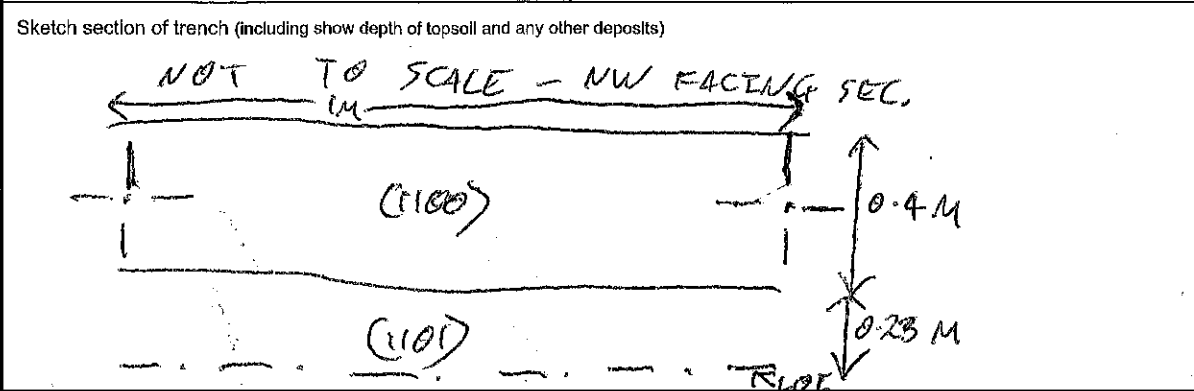 Sketch section of trench (including show depth of topsoil and any other deposits)
NOT TO SCALE - NW FACING SEC.
1M
(1100)
0.4 M
(1101)
0.23 M